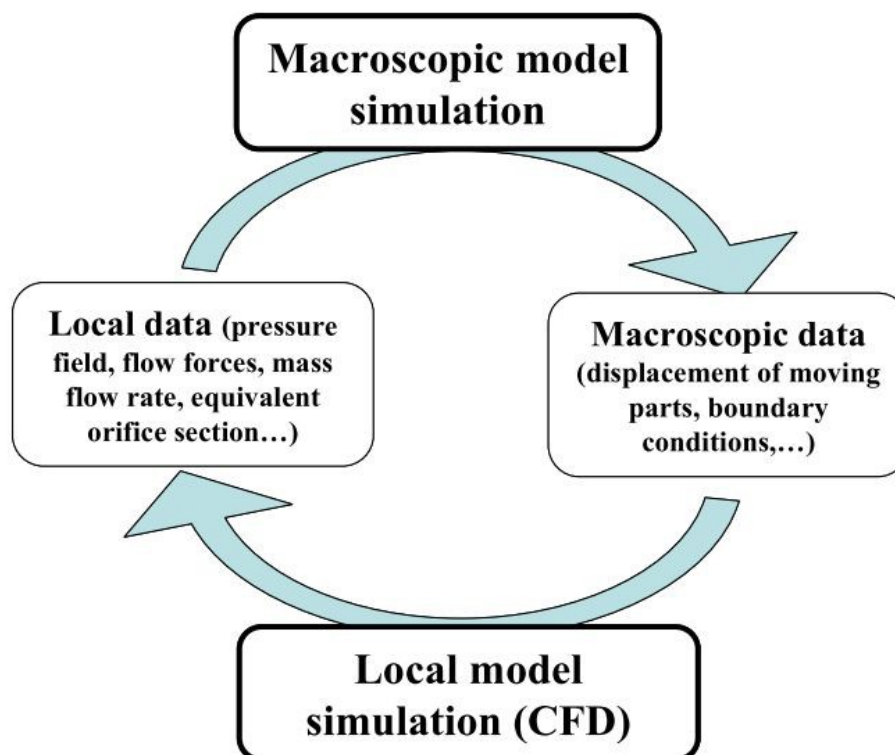 Macroscopic model
simulation
Local data (pressure
field, flow forces, mass
flow rate, equivalent
orifice section…)
Macroscopic data
(displacement of moving
parts, boundary
conditions,…)
Local model
simulation (CFD)